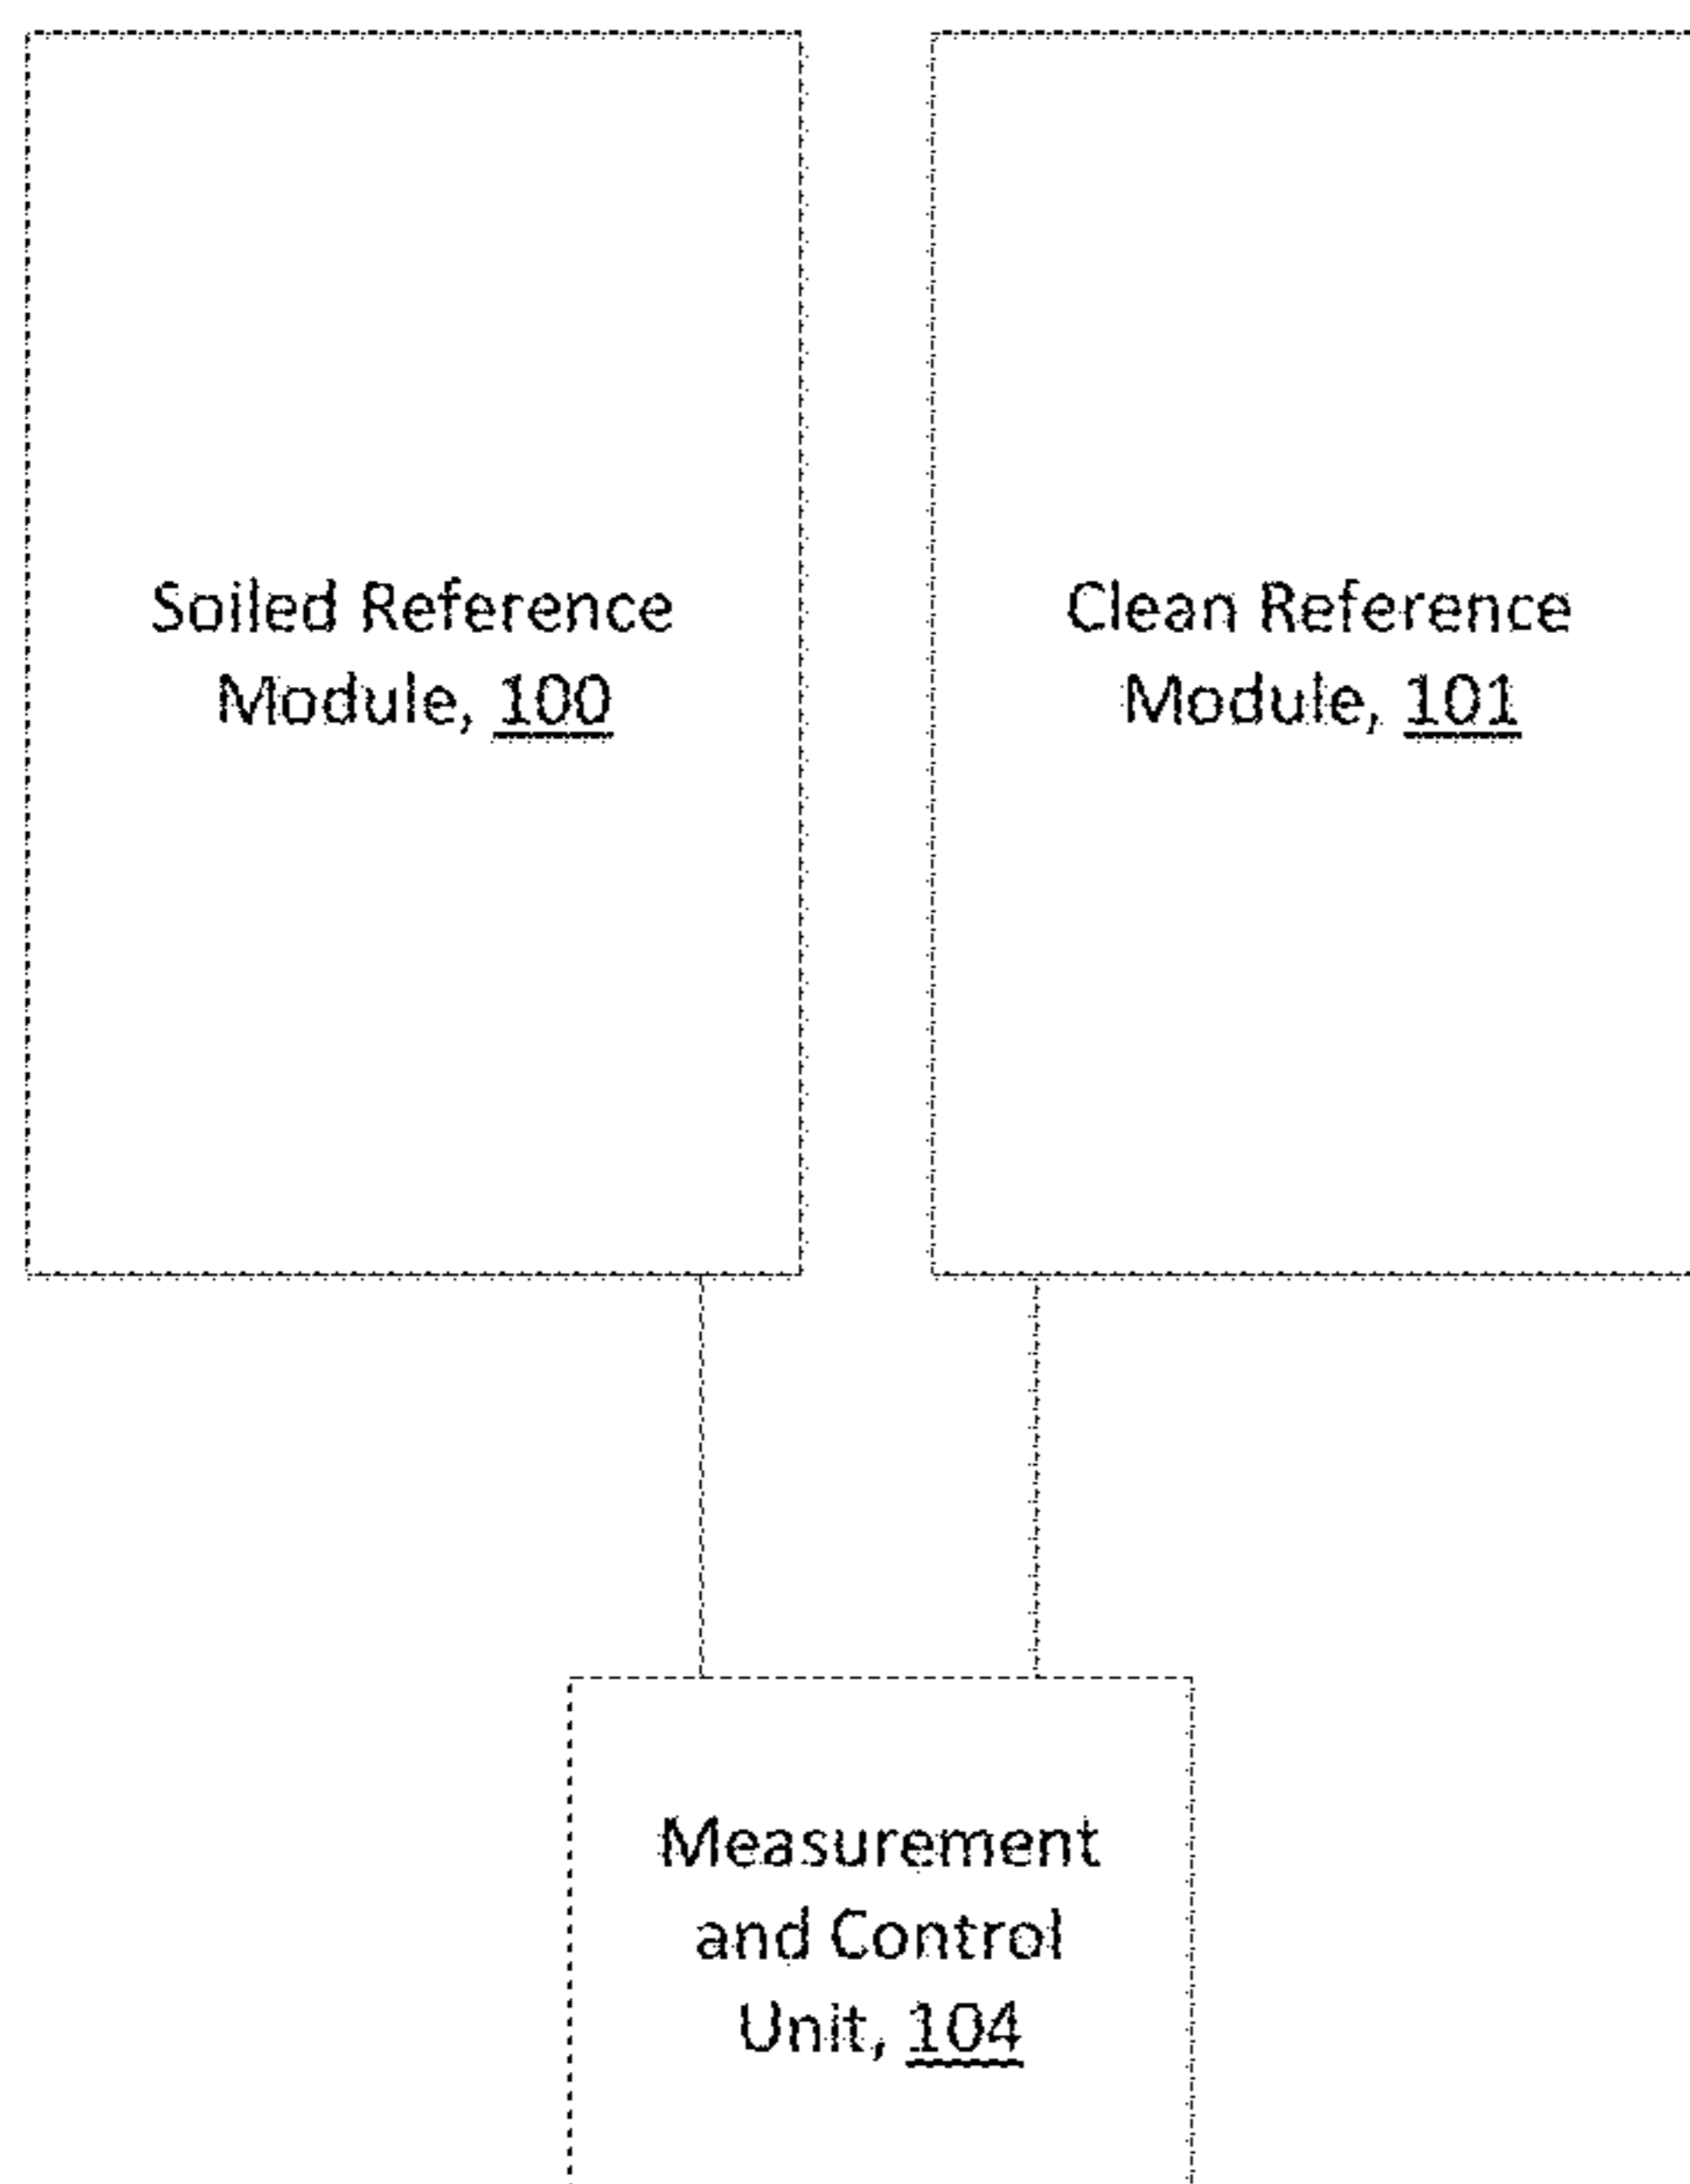 Soiled Reference
Module, 100
Clean Reference
Module, 101
Measurement
and Control
Unit, 104